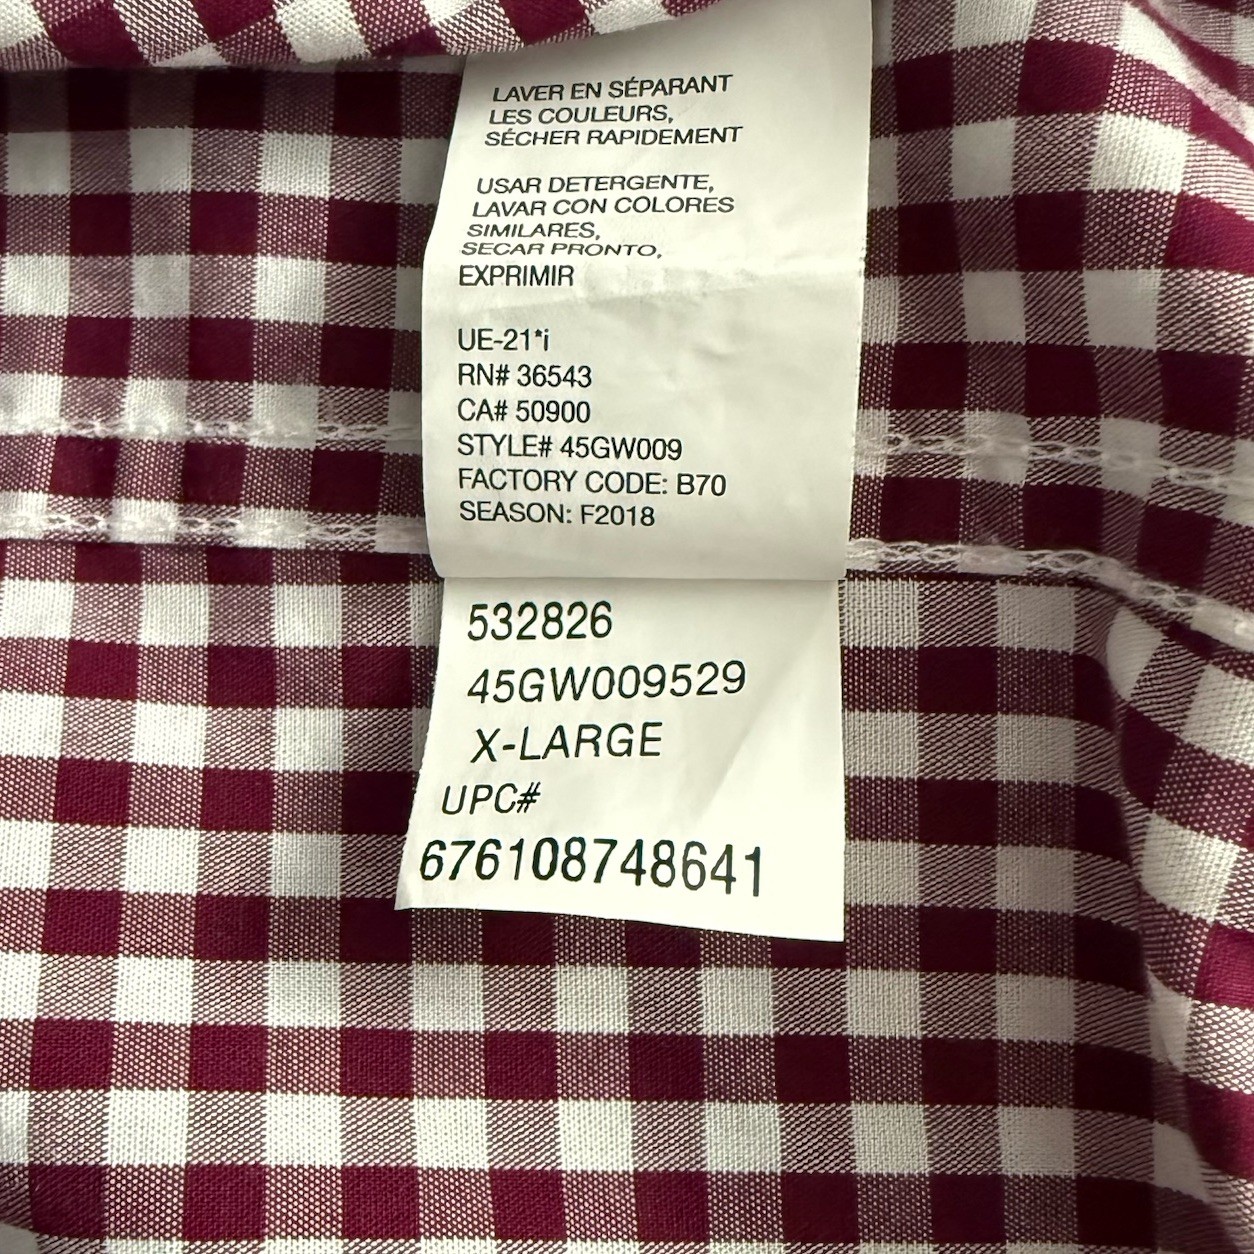 LAVER EN SÉPARANT
LES COULEURS,
SÉCHER RAPIDEMENT
USAR DETERGENTE,
LAVAR CON COLORES
SIMILARES,
SECAR PRONTO,
EXPRIMIR
UE-21*i
RN# 36543
CA# 50900
STYLE# 45GW009
FACTORY CODE: B70
SEASON: F2018
532826
45GW009529
X-LARGE
UPC#
676108748641